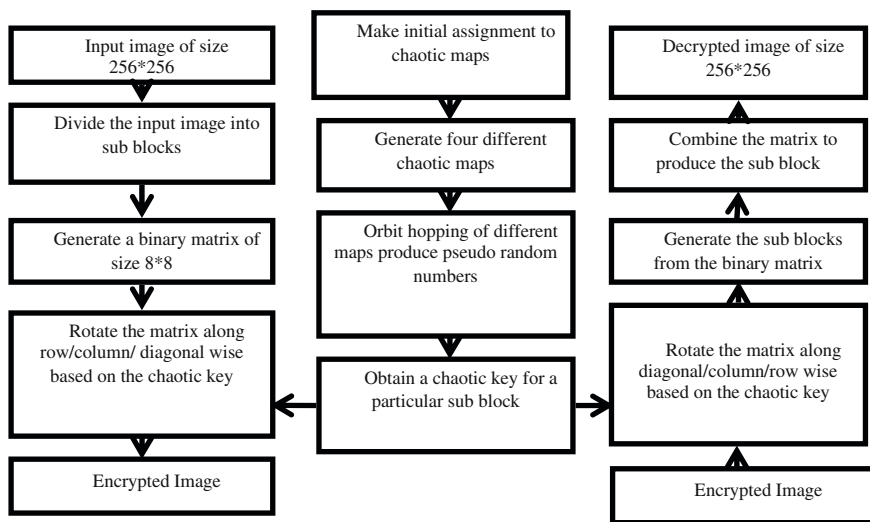 Input image of size
256*256
Divide the input image into
sub blocks
Generate a binary matrix of
size 8*8
Rotate the matrix along
row/column/ diagonal wise
based on the chaotic key
Encrypted Image
Make initial assignment to
chaotic maps
Generate four different
chaotic maps
Orbit hopping of different
maps produce pseudo random
numbers
Obtain a chaotic key for a
particular sub block
Decrypted image of size
256*256
Combine the matrix to
produce the sub block
Generate the sub blocks
from the binary matrix
Rotate the matrix along
diagonal/column/row wise
based on the chaotic key
Encrypted Image